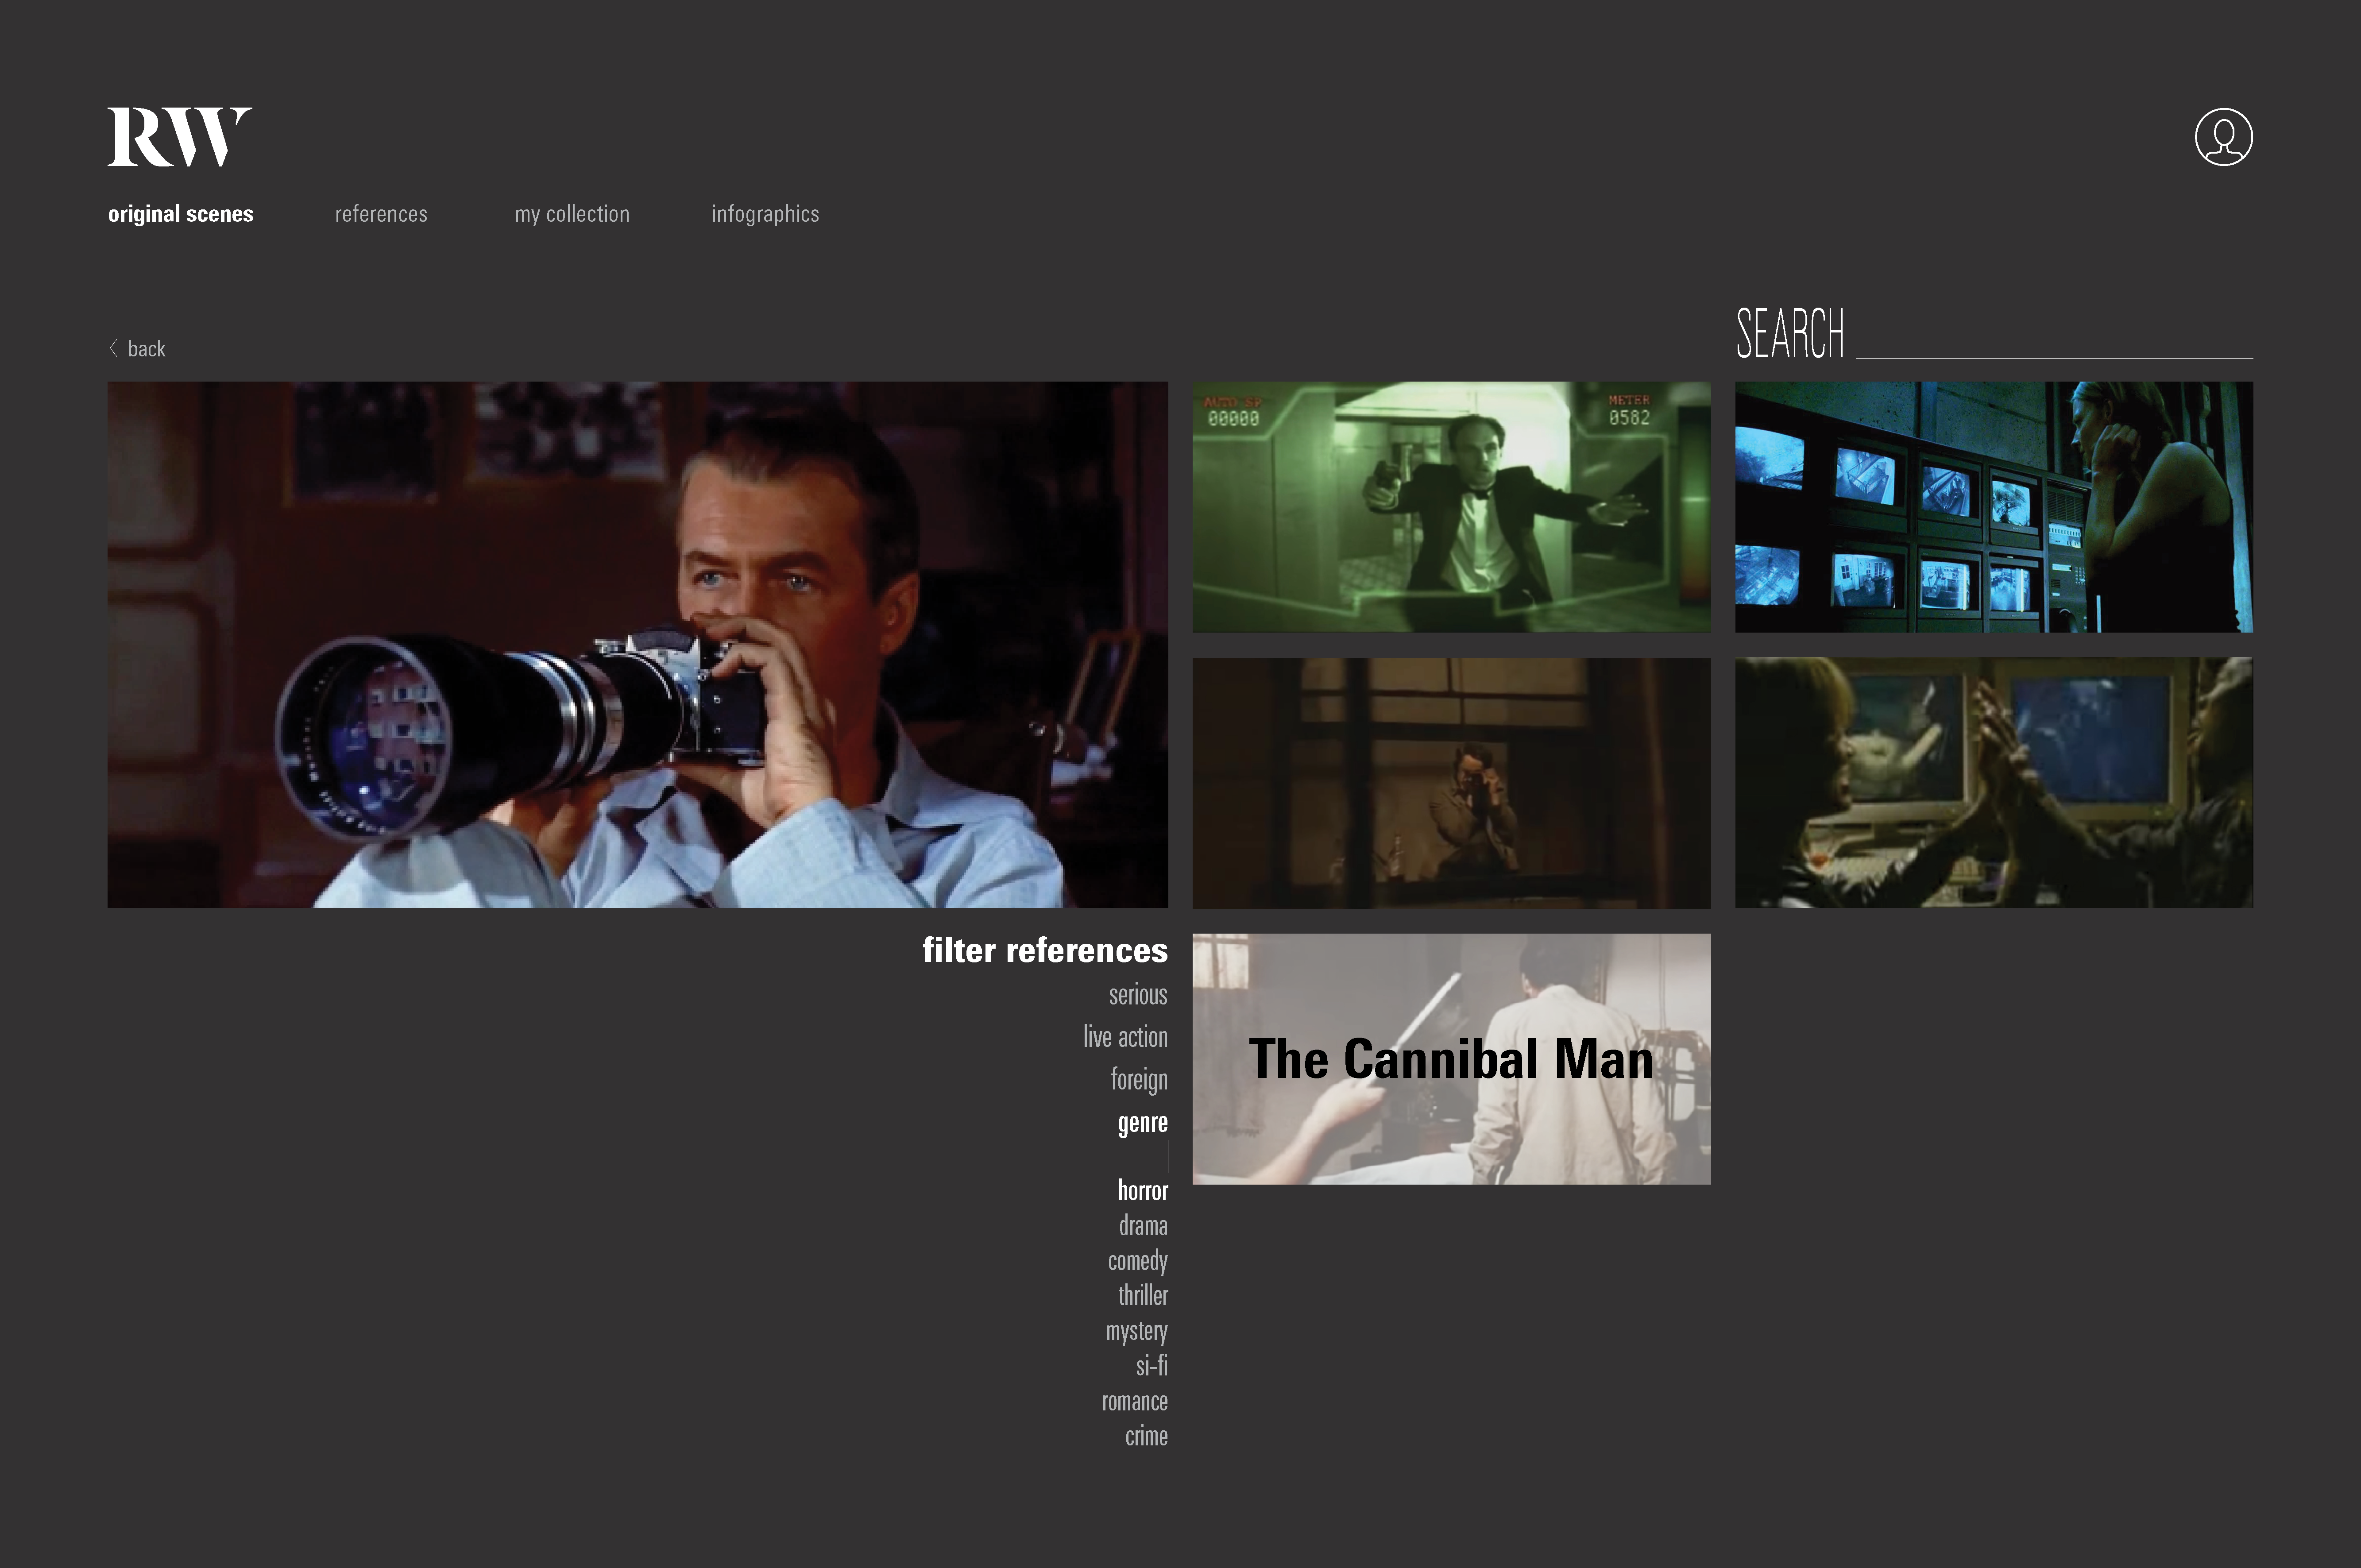 RW
original scenes
references
my collection
infographics
SEARCH
< back
AUTO SP
00000
METER
0582
filter references
serious
live action
foreign
genre
horror
drama
comedy
thriller
mystery
si-fi
romance
crime
The Cannibal Man